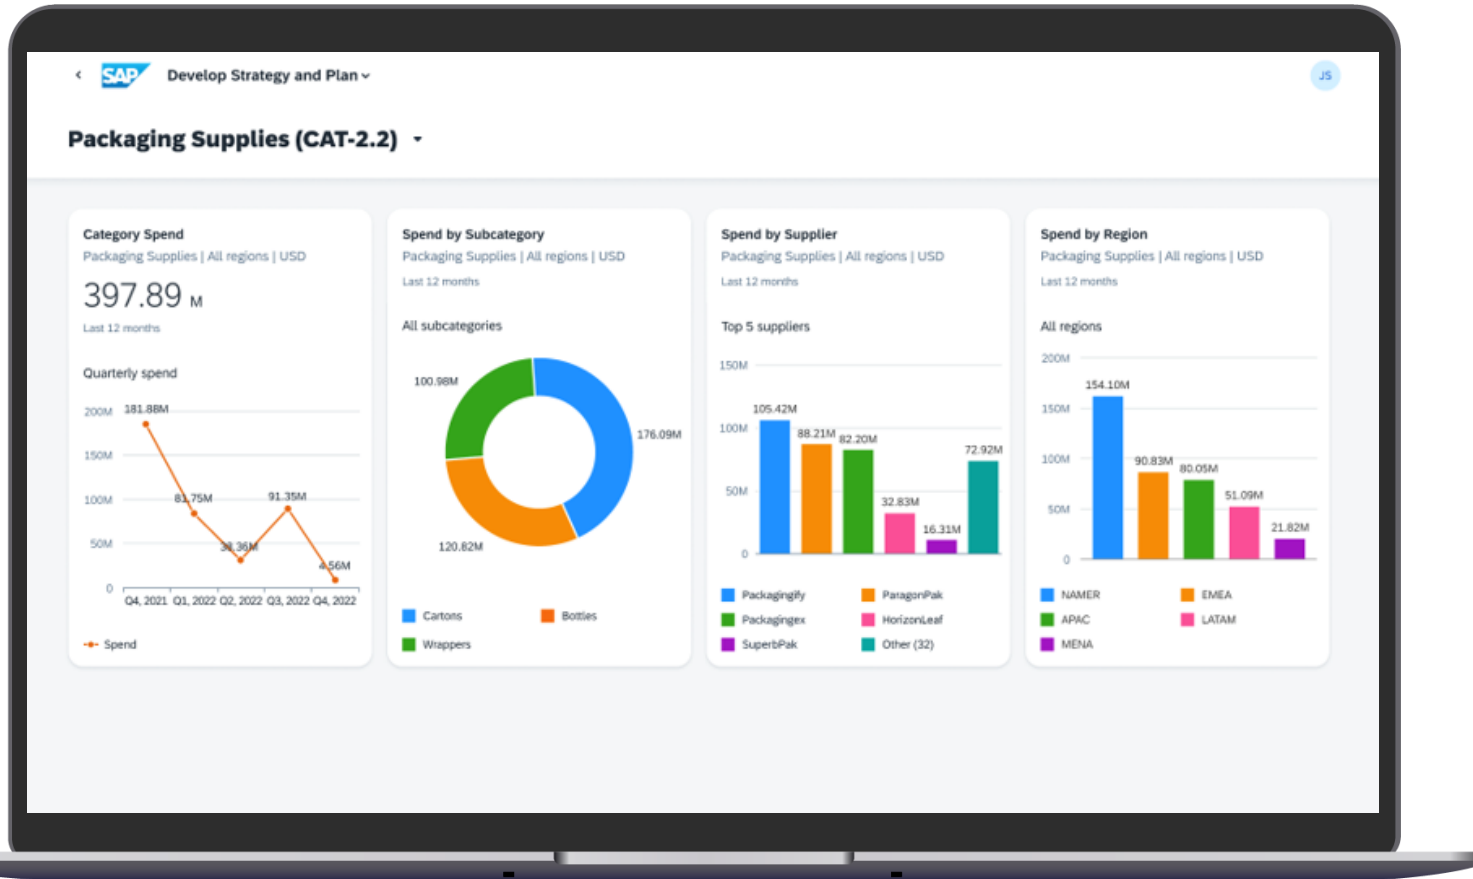 SAP Develop Strategy and Plan
JS
Packaging Supplies (CAT-2.2)
Category Spend
Packaging Supplies | All regions | USD
397.89 M
Last 12 months
Quarterly spend
200M
181.88M
150M
100M
81.75M
91.35M
50M
38.36M
4.56M
0
Q4, 2021 Q1, 2022 Q2, 2022 Q3, 2022 Q4, 2022
Spend
Spend by Subcategory
Packaging Supplies | All regions | USD
Last 12 months
All subcategories
100.98M
176.09M
120.82M
Cartons
Bottles
Wrappers
Spend by Supplier
Packaging Supplies | All regions | USD
Last 12 months
Top 5 suppliers
150M
105.42M
100M
88.21M
82.20M
72.92M
50M
32.83M
16.31M
0
Packagingify
ParagonPak
Packagingex
HorizonLeaf
SuperbPak
Other (32)
Spend by Region
Packaging Supplies | All regions | USD
Last 12 months
All regions
200M
154.10M
150M
100M
90.83M
80.05M
50M
51.09M
21.82M
0
NAMER
EMEA
APAC
LATAM
MENA